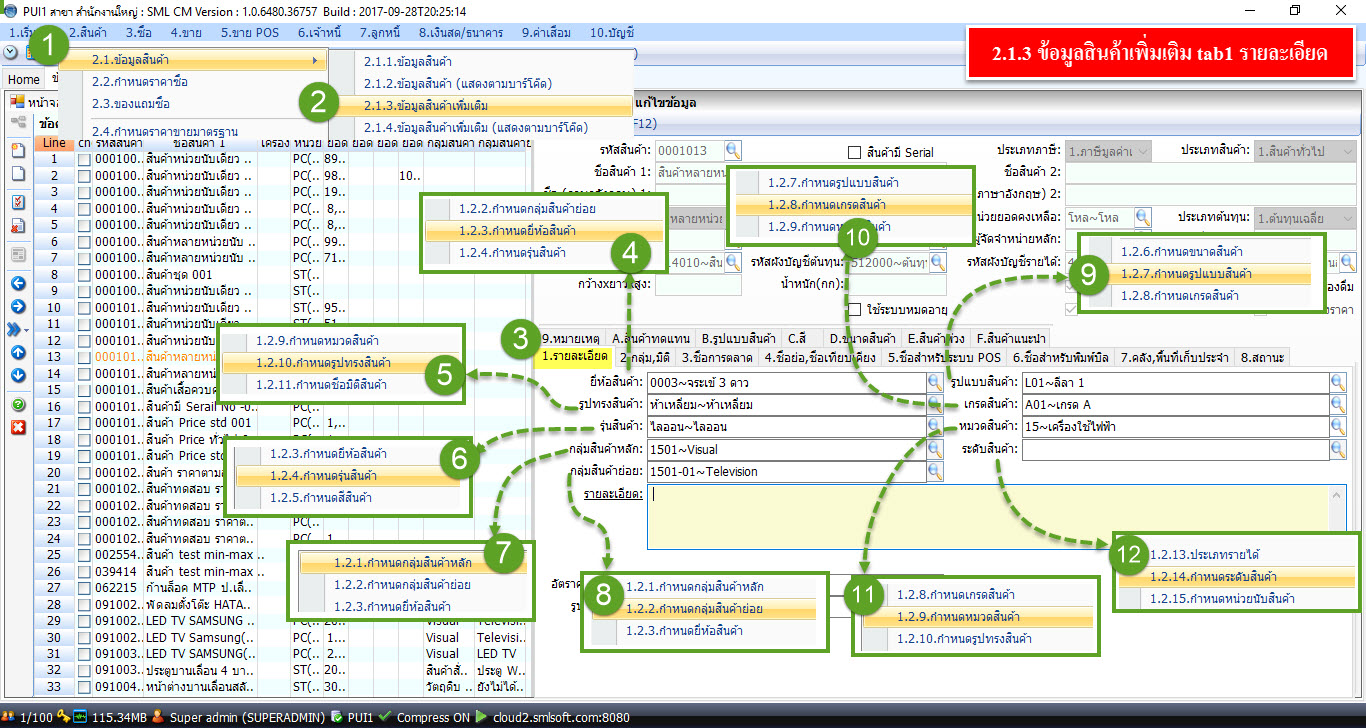 PUI1 สาขา สำนักงานใหญ่ : SML CM Version : 1.0.6480.36757 Build : 2017-09-28T20:25:14
2.สินค้า 3.ซื้อ 4.ขาย 5.ขาย POS 6.เจ้าหนี้ 7.ลูกหนี้ 8.เงินสด/ธนาคาร 9.ค่าเสื่อม 10.บัญชี
2.1.3 ข้อมูลสินค้าเพิ่มเติม tab1 รายละเอียด
1
2.1.ข้อมูลสินค้า
2.2.กำหนดราคาซื้อ
2.3.ของแถมซื้อ
2.4.กำหนดราคาขายมาตรฐาน
2
2.1.1.ข้อมูลสินค้า
2.1.2.ข้อมูลสินค้า (แสดงตามบาร์โค๊ด)
2.1.3.ข้อมูลสินค้าเพิ่มเติม
2.1.4.ข้อมูลสินค้าเพิ่มเติม (แสดงตามบาร์โค๊ด)
Home
แก้ไขข้อมูล
F12)
Line รหัสสินค้า ชื่อสินค้า 1 เครื่อง หน่วย ยอด ยอด ยอด ยอด กลุ่มสินค้า กลุ่มสินค้าย
1 000100.. สินค้าหน่วยนับเดียว .. PC(.. 89..
2 000100.. สินค้าหน่วยนับเดียว .. PC(.. 98.. 10..
3 000100.. สินค้าหน่วยนับเดียว .. PC(.. 19..
4 000100.. สินค้าหน่วยนับเดียว .. PC(.. 8,..
5 000100.. สินค้าหน่วยนับเดียว .. PC(.. 8,..
6 000100.. สินค้าหลายหน่วยนับ .. PC(.. 99..
7 000100.. สินค้าหลายหน่วยนับ .. PC(.. 71..
8 000101.. สินค้าชุด 001 ST(..
9 000101.. สินค้าหน่วยนับเดียว .. ST(..
10 000101.. สินค้าหน่วยนับเดียว .. ST(.. 95..
11 000101.. สินค้าหน่วยนับเดียว ST(.. 51
12 000101..
13 000101.. สินค้าหลายหน่
14 000101.. สินค้าหลายหน่
15 000101.. สินค้าเสื้อควบค
16 000101.. สินค้ามี Serail No -0.. PC(..
17 000101.. สินค้า Price std 001 PC(.. 1,..
18 000101.. สินค้า Price ทั่วไป
19 000101.. สินค้า Price std
20 000102.. สินค้า ราคาตาม
21 000102.. สินค้าทดสอบ ร
22 000102.. สินค้าทดสอบ ร
23 000102.. สินค้าทดสอบ ราคาต.. PC(..
24 000102.. สินค้าทดสอบ ราคาต.. PC(.. 1
25 002554.. สินค้า test min-max ..
26 039414 สินค้า test min-max
27 062215 ก้านล็อค MTP ป.เลื่..
28 091002.. พัดลมตั้งโต๊ะ HATA..
29 091002.. LED TV SAMSUNG ..
30 091002.. LED TV Samsung(.. PC(.. 1... Visual Televisi..
31 091003.. LED TV SAMSUNG(.. PC(.. 2... Visual LED TV
32 091003.. ประตูบานเลื่อน 4 บา.. ST(.. 20.. สินค้าสั่.. ประตู W..
33 091004.. หน้าต่างบานเลื่อนสลั.. ST(.. 30.. วัตถุดิบ .. ยังไม่ได้..
รหัสสินค้า: 0001013 สินค้ามี Serial ประเภทภาษี: 1.ภาษีมูลค่าเ ประเภทสินค้า: 1.สินค้าทั่วไป
ชื่อสินค้า 1: สินค้าหลายหน ชื่อสินค้า 2:
ภาษาอังกฤษ) 2:
หน่วยยอดคงเหลือ: โหล~โหล ประเภทต้นทุน: 1.ต้นทุนเฉลี่ย
ผู้จัดจำหน่ายหลัก:
14010~สิน รหัสผังบัญชีต้นทุน: 512000~ต้นทุ รหัสผังบัญชีรายได้:
กว้างxยาวxสูง: น้ำหนัก(กก):
ใช้ระบบหมดอายุ
1.2.7.กำหนดรูปแบบสินค้า
1.2.8.กำหนดเกรดสินค้า
10
1.2.2.กำหนดกลุ่มสินค้าย่อย
1.2.3.กำหนดยี่ห้อสินค้า
1.2.4.กำหนดรุ่นสินค้า
4
1.2.6.กำหนดขนาดสินค้า
1.2.7.กำหนดรูปแบบสินค้า
1.2.8.กำหนดเกรดสินค้า
9
3
9.หมายเหตุ A.สินค้าทดแทน B.รูปแบบสินค้า C.สี D.ขนาดสินค้า E.สินค้าพ่วง F.สินค้าแนะนำ
1.รายละเอียด 2.กลุ่ม,มิติ 3.ชื่อการตลาด 4.ชื่อย่อ,ชื่อเทียบเคียง 5.ชื่อสำหรับระบบ POS 6.ชื่อสำหรับพิมพ์บิล 7.คลัง,พื้นที่เก็บประจำ 8.สถานะ
ยี่ห้อสินค้า: 0003~จระเข้ 3 ดาว รูปแบบสินค้า: L01~ลีลา 1
รูปทรงสินค้า: ห้าเหลี่ยม~ห้าเหลี่ยม เกรดสินค้า: A01~เกรด A
รุ่นสินค้า: ไลออน~ไลออน หมวดสินค้า: 15~เครื่องใช้ไฟฟ้า
กลุ่มสินค้าหลัก: 1501~Visual ระดับสินค้า:
กลุ่มสินค้าย่อย: 1501-01~Television
รายละเอียด:
1.2.9.กำหนดหมวดสินค้า
1.2.10.กำหนดรูปทรงสินค้า
1.2.11.กำหนดชื่อมิติสินค้า
5
1.2.3.กำหนดยี่ห้อสินค้า
1.2.4.กำหนดรุ่นสินค้า
1.2.5.กำหนดสีสินค้า
6
1.2.1.กำหนดกลุ่มสินค้าหลัก
1.2.2.กำหนดกลุ่มสินค้าย่อย
1.2.3.กำหนดยี่ห้อสินค้า
7
1.2.1.กำหนดกลุ่มสินค้าหลัก
1.2.2.กำหนดกลุ่มสินค้าย่อย
1.2.3.กำหนดยี่ห้อสินค้า
8
1.2.8.กำหนดเกรดสินค้า
1.2.9.กำหนดหมวดสินค้า
1.2.10.กำหนดรูปทรงสินค้า
11
1.2.13.ประเภทรายได้
1.2.14.กำหนดระดับสินค้า
1.2.15.กำหนดหน่วยนับสินค้า
12
1/100 115.34MB Super admin (SUPERADMIN) PUI1 Compress ON cloud2.smlsoft.com:8080